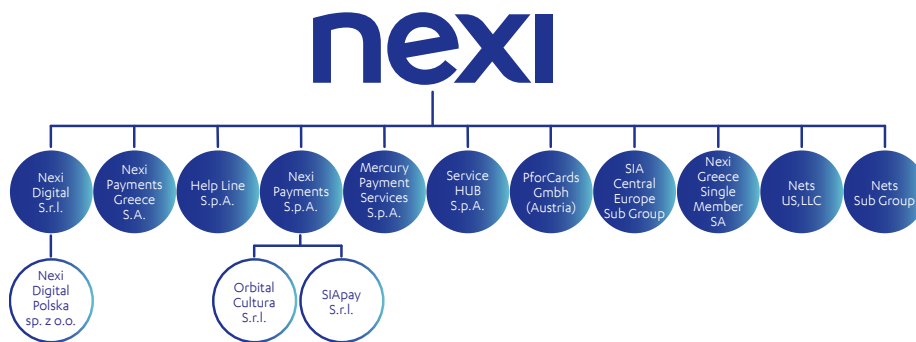 nexi
Nexi
Digital
S.r.l.
Nexi
Payments
Greece
S.A.
Help Line
S.p.A.
Nexi
Payments
S.p.A.
Mercury
Payment
Services
S.p.A.
Service
HUB
S.p.A.
PforCards
Gmbh
(Austria)
SIA
Central
Europe
Sub Group
Nexi
Greece
Single
Member
SA
Nets
US,LLC
Nets
Sub Group
Nexi
Digital
Polska
sp. z o.o.
Orbital
Cultura
S.r.l.
SIApay
S.r.l.